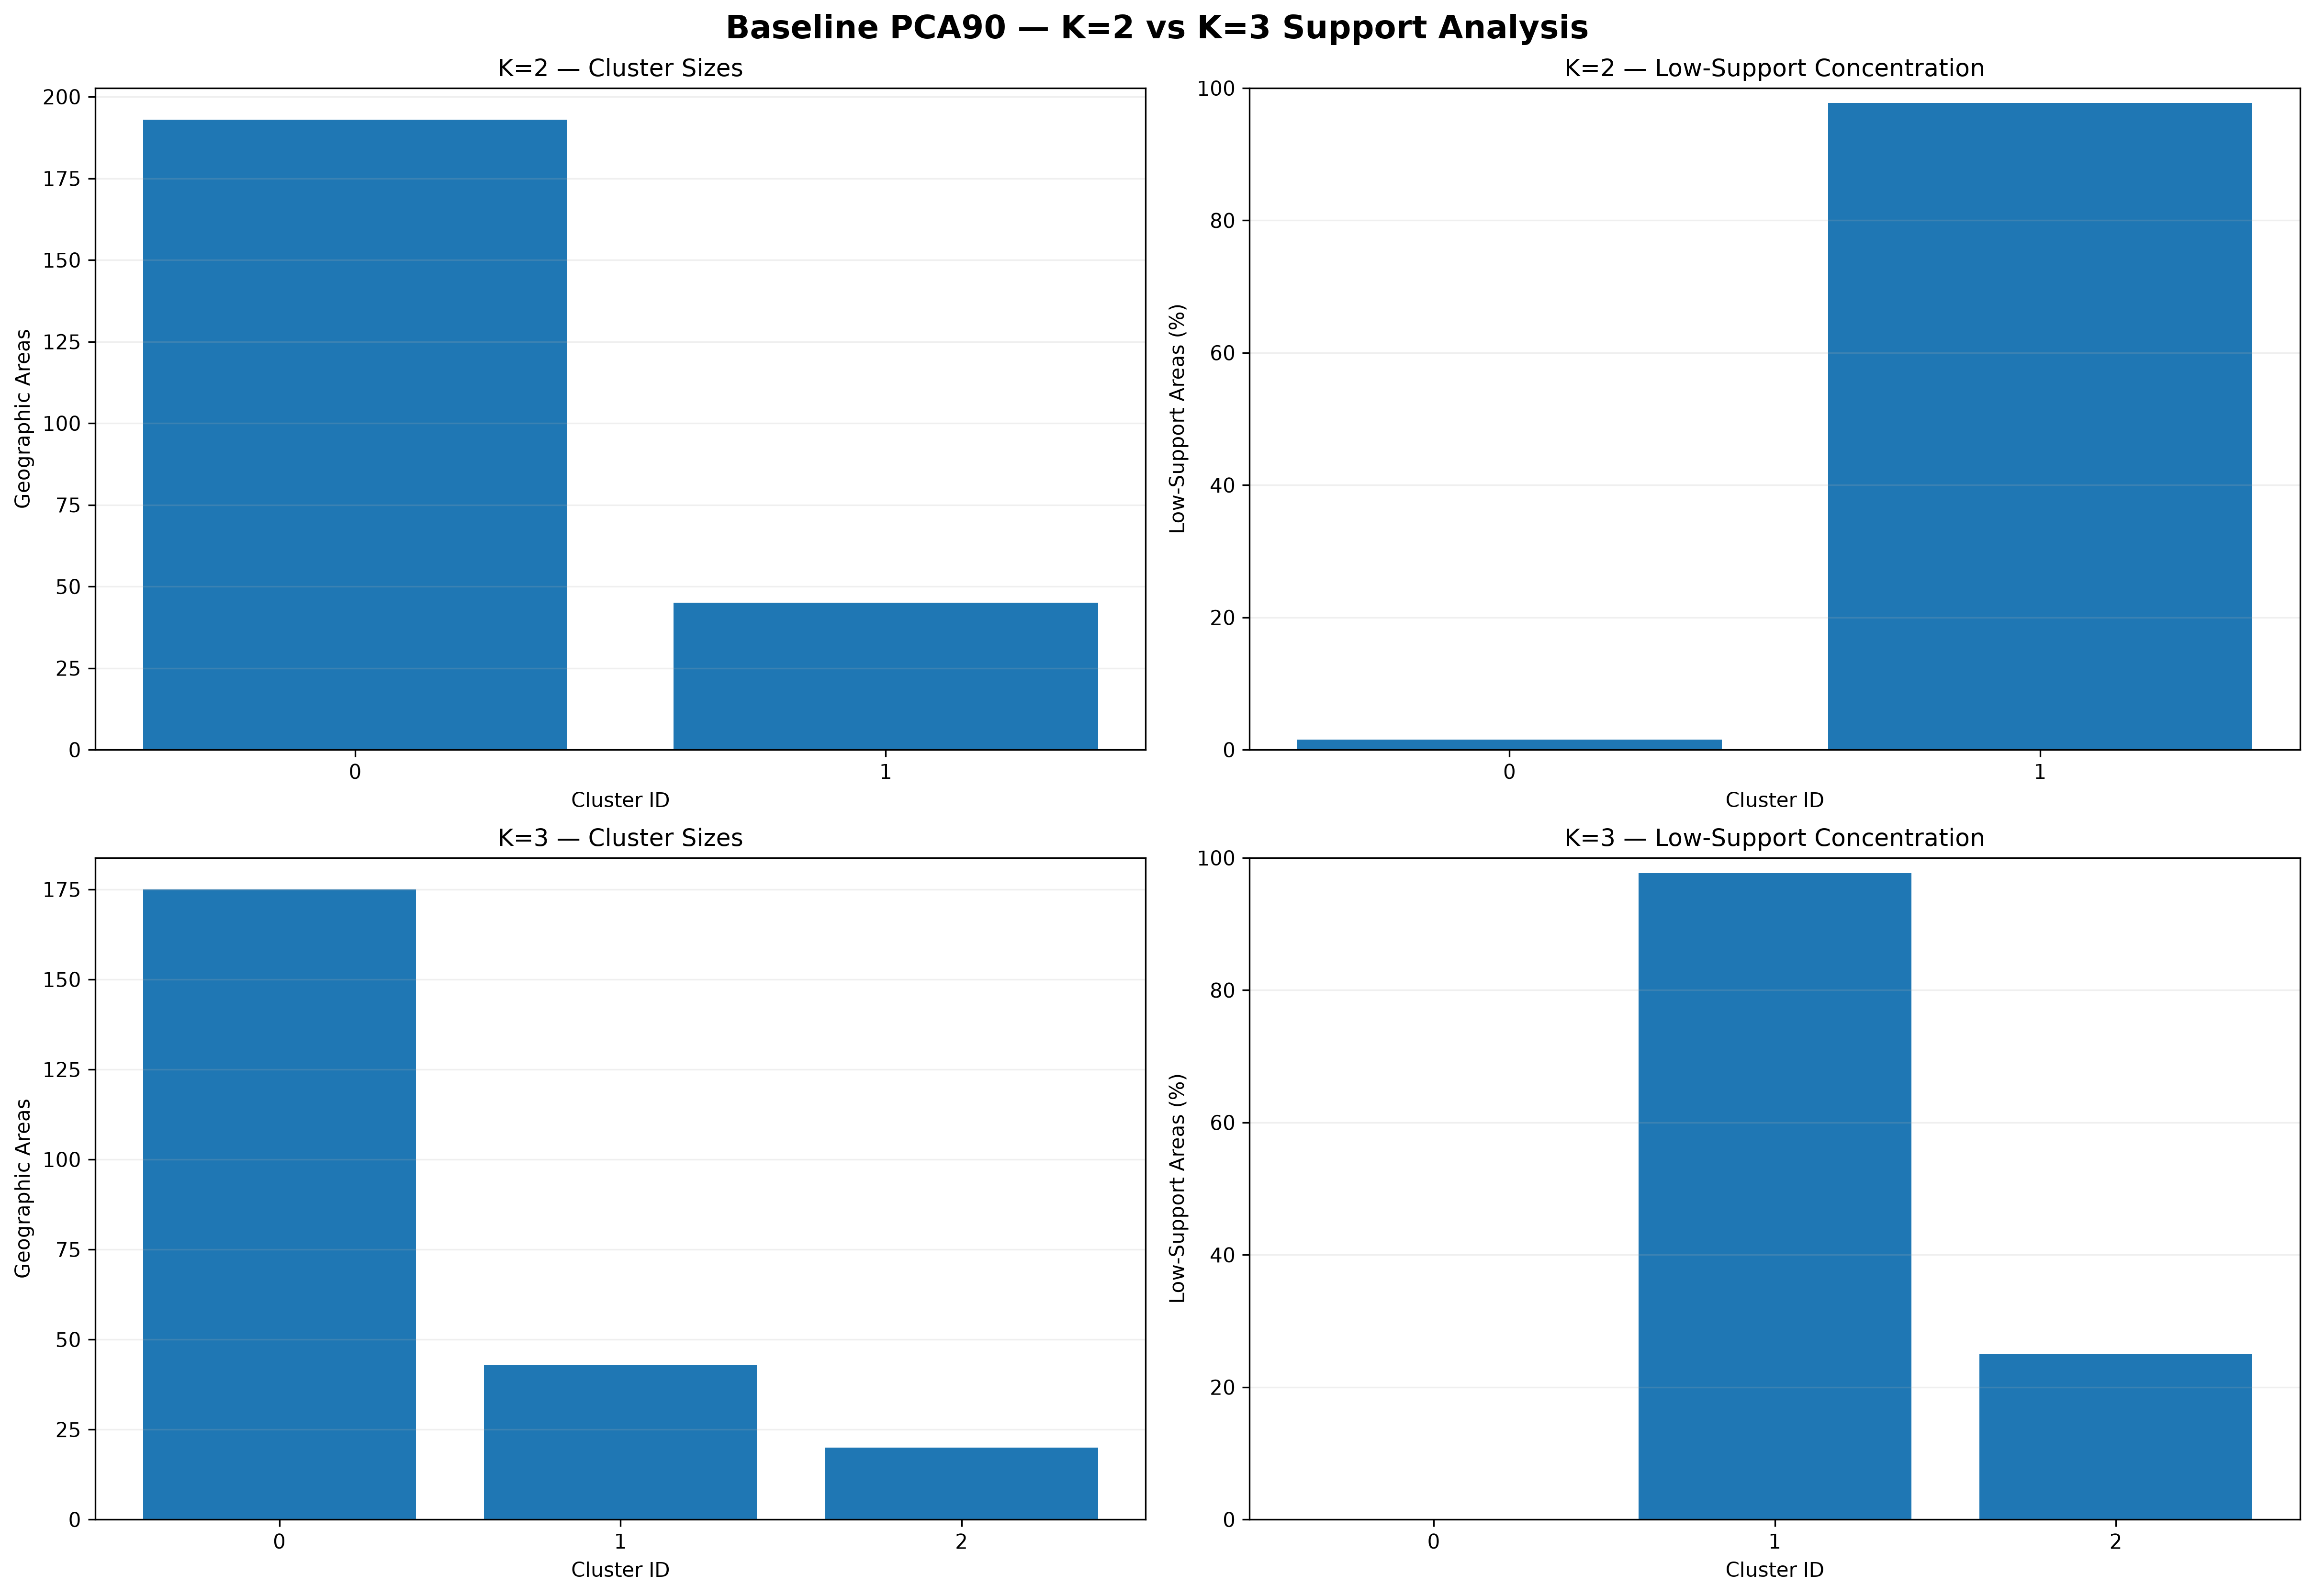 Baseline PCA90 — K=2 vs K=3 Support Analysis
K=2 — Cluster Sizes
200
175
150
125
100
75
50
25
0
Geographic Areas
0 1
Cluster ID
K=2 — Low-Support Concentration
100
80
60
40
20
0
Low-Support Areas (%)
0 1
Cluster ID
K=3 — Cluster Sizes
175
150
125
100
75
50
25
0
Geographic Areas
0 1 2
Cluster ID
K=3 — Low-Support Concentration
100
80
60
40
20
0
Low-Support Areas (%)
0 1 2
Cluster ID